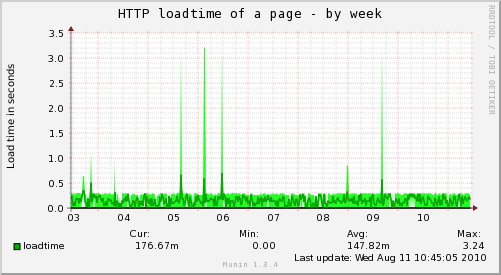 HTTP loadtime of a page - by week
RRDTOOL / TOBI OETIKER
Load time in seconds
3.5
3.0
2.5
2.0
1.5
1.0
0.5
0.0
03 04 05 06 07 08 09 10
Cur: Min: Avg: Max:
loadtime 176.67m 0.00 147.82m 3.24
Last update: Wed Aug 11 10:45:05 2010
Munin 1.3.4